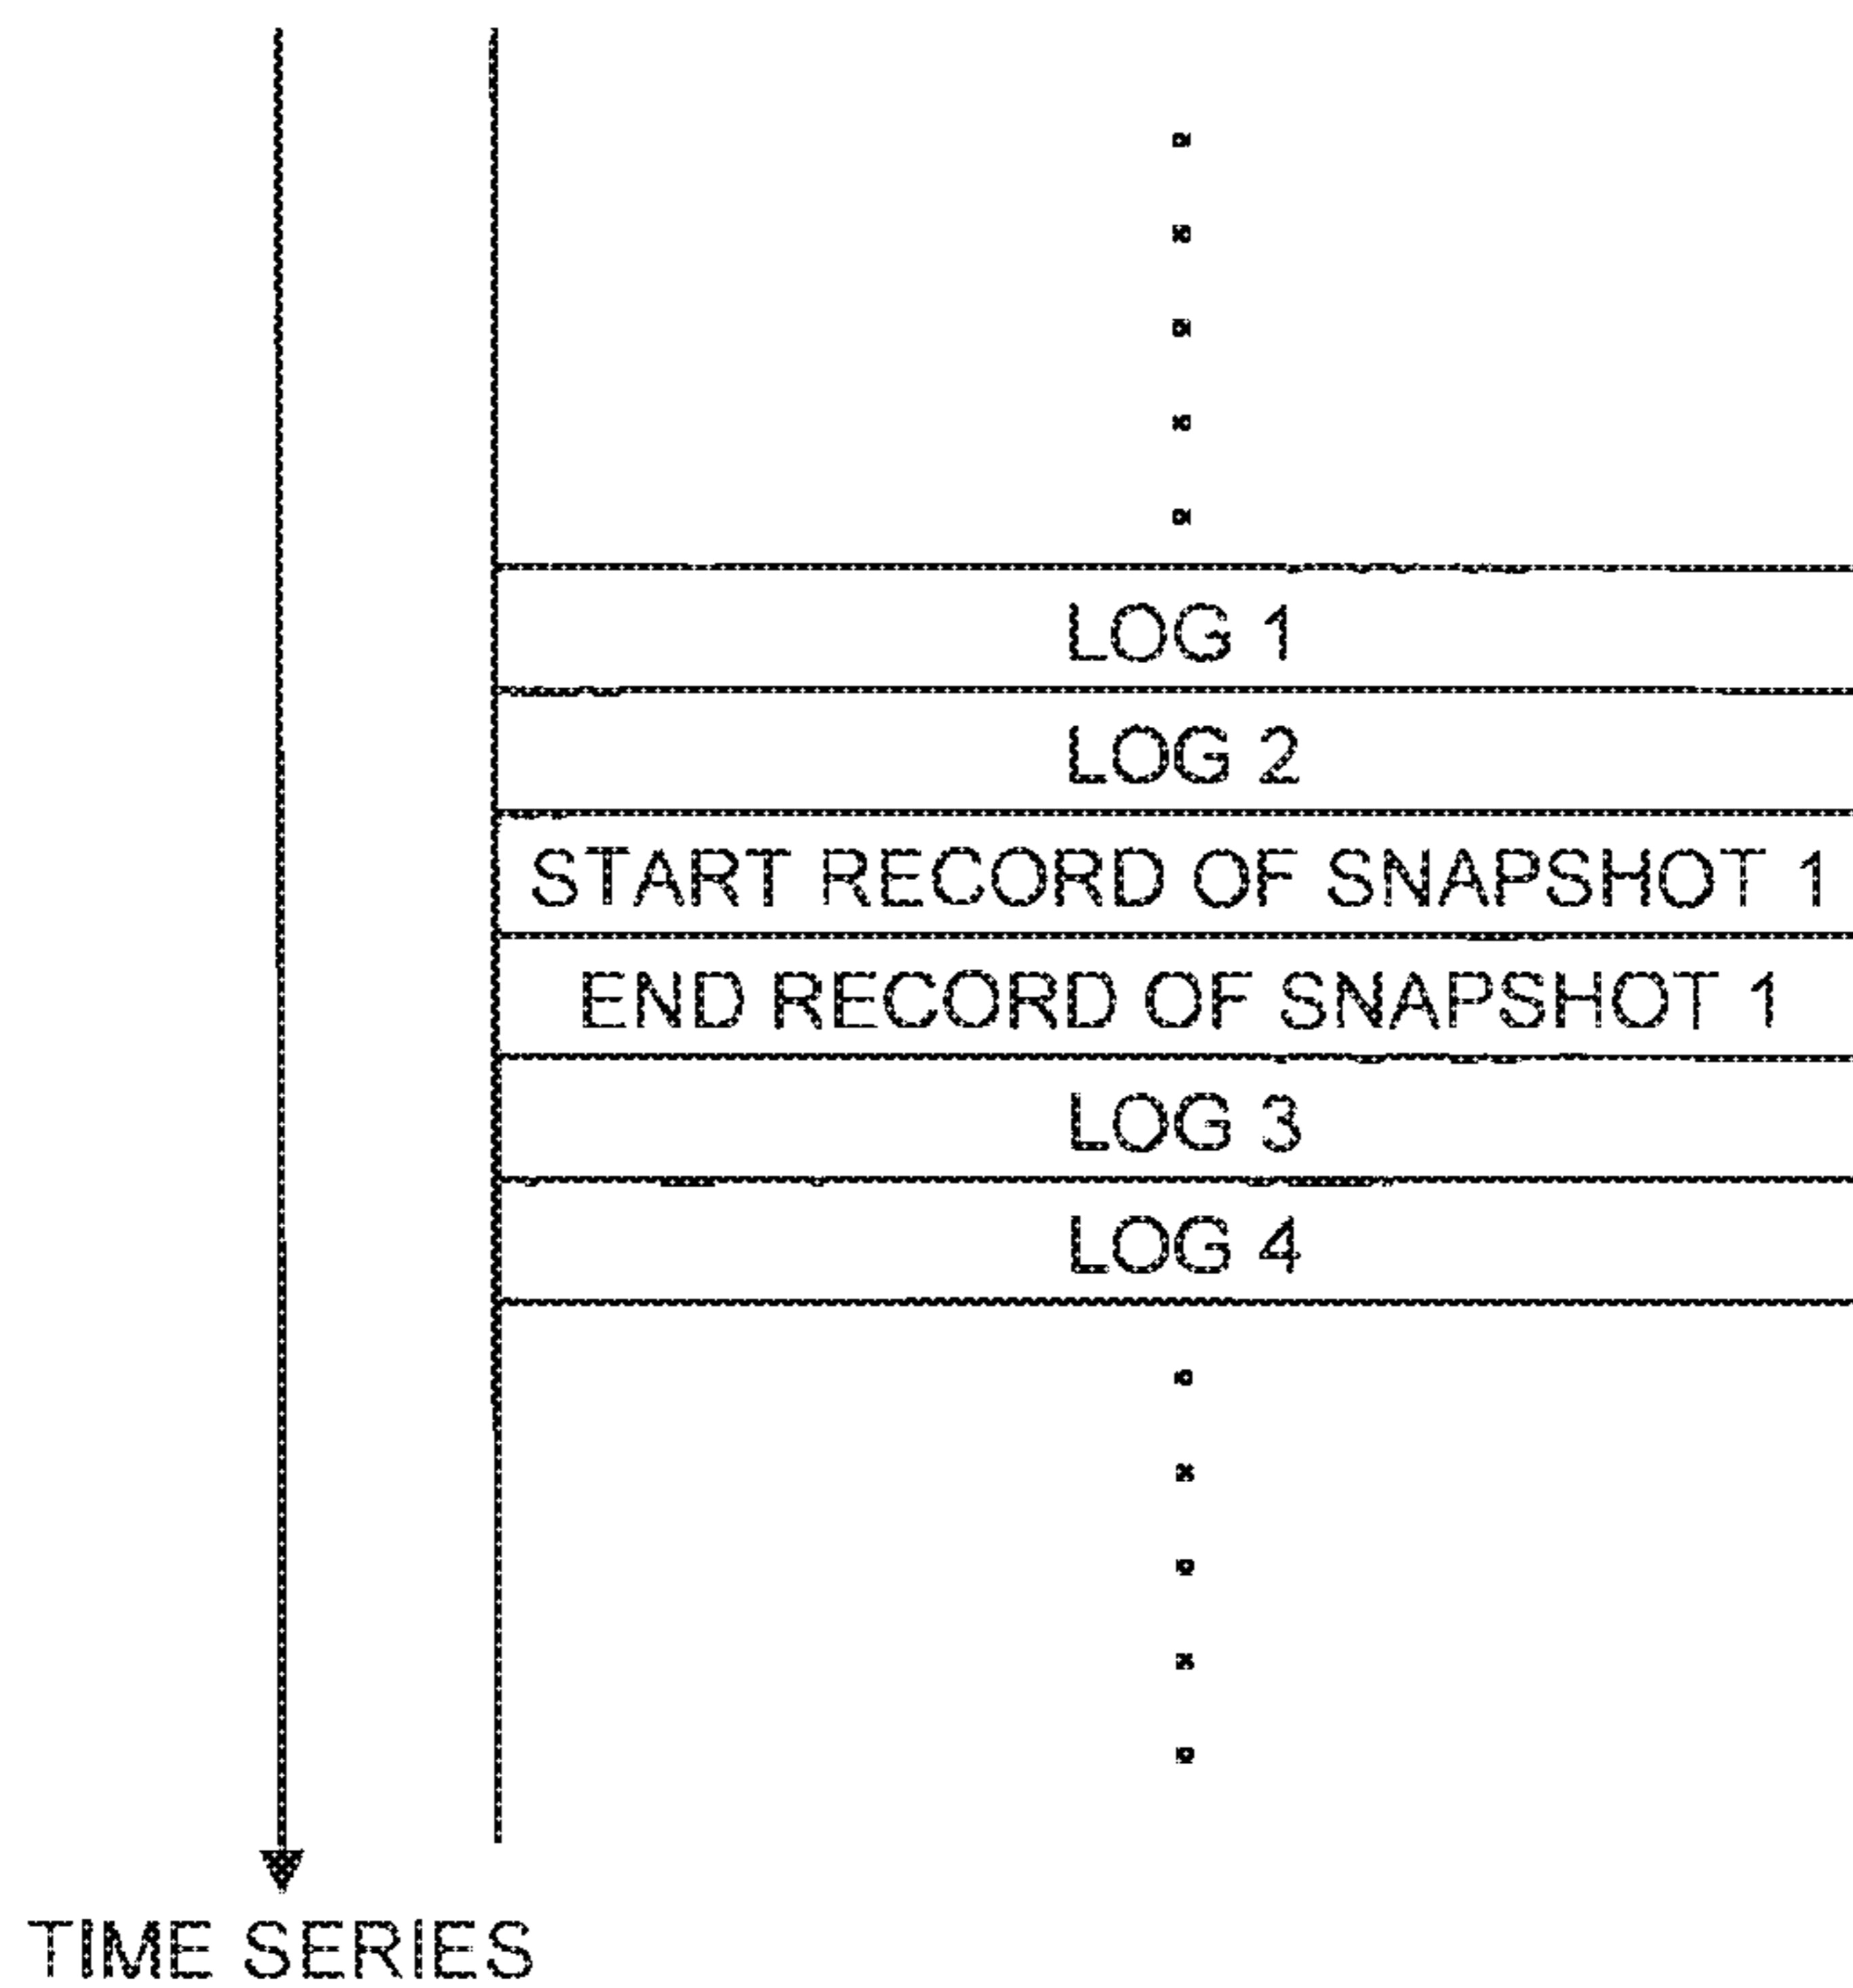 LOG 1
LOG 2
START RECORD OF SNAPSHOT 1
END RECORD OF SNAPSHOT 1
LOG 3
LOG 4
TIME SERIES